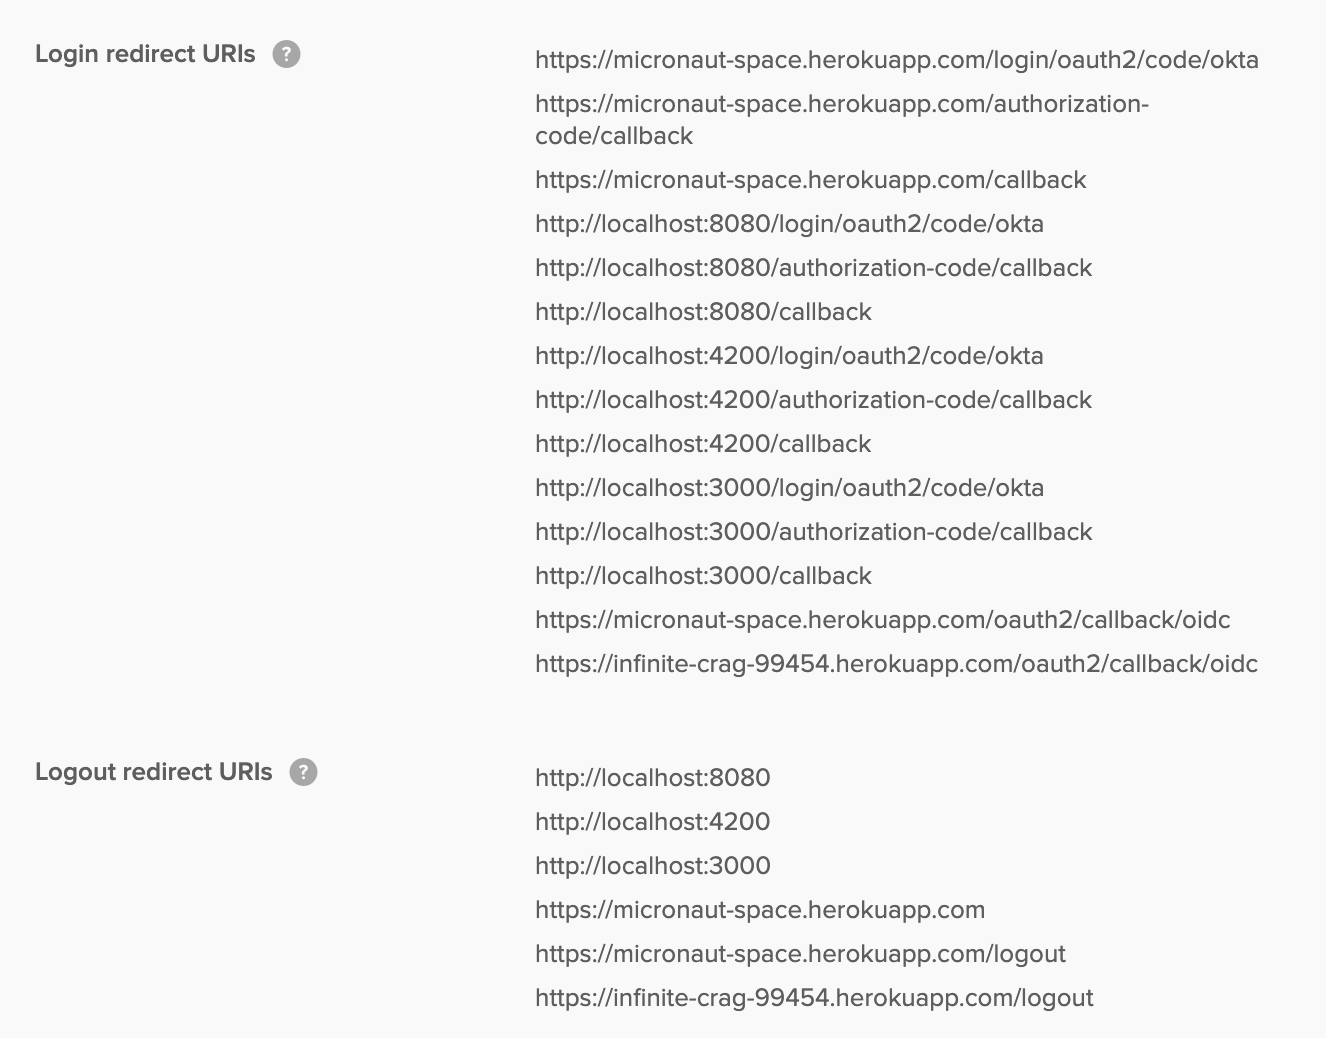 Login redirect URIs ?
https://micronaut-space.herokuapp.com/login/oauth2/code/okta
https://micronaut-space.herokuapp.com/authorization-
code/callback
https://micronaut-space.herokuapp.com/callback
http://localhost:8080/login/oauth2/code/okta
http://localhost:8080/authorization-code/callback
http://localhost:8080/callback
http://localhost:4200/login/oauth2/code/okta
http://localhost:4200/authorization-code/callback
http://localhost:4200/callback
http://localhost:3000/login/oauth2/code/okta
http://localhost:3000/authorization-code/callback
http://localhost:3000/callback
https://micronaut-space.herokuapp.com/oauth2/callback/oidc
https://infinite-crag-99454.herokuapp.com/oauth2/callback/oidc
Logout redirect URIs ?
http://localhost:8080
http://localhost:4200
http://localhost:3000
https://micronaut-space.herokuapp.com
https://micronaut-space.herokuapp.com/logout
https://infinite-crag-99454.herokuapp.com/logout